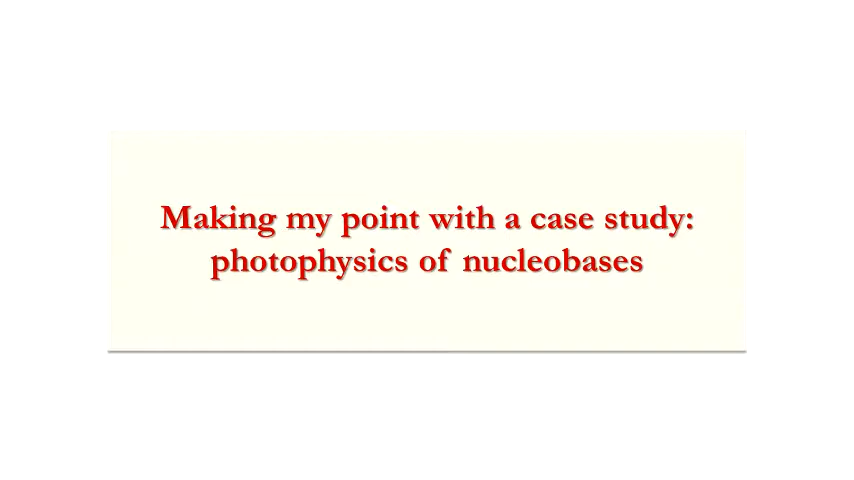 Making my point with a case study:
photophysics of nucleobases